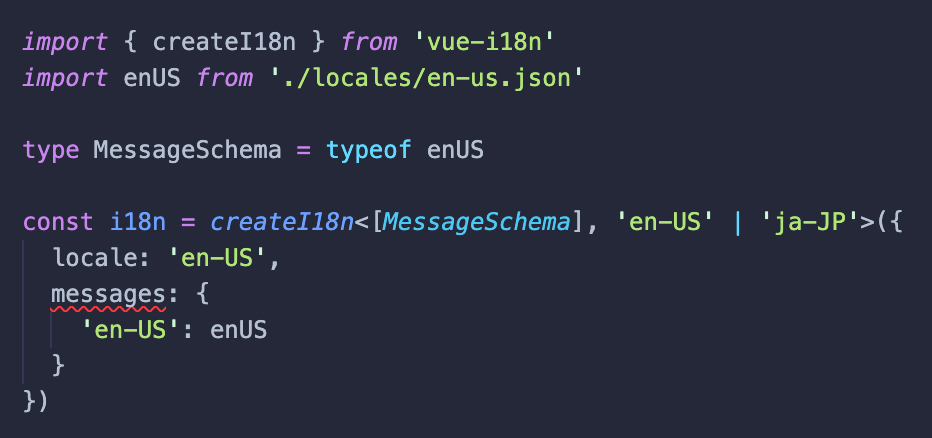 import { createI18n } from 'vue-i18n'
import enUS from './locales/en-us.json'
type MessageSchema = typeof enUS
const i18n = createI18n<[MessageSchema], 'en-US' | 'ja-JP'>({
locale: 'en-US',
messages: {
'en-US': enUS
}
})